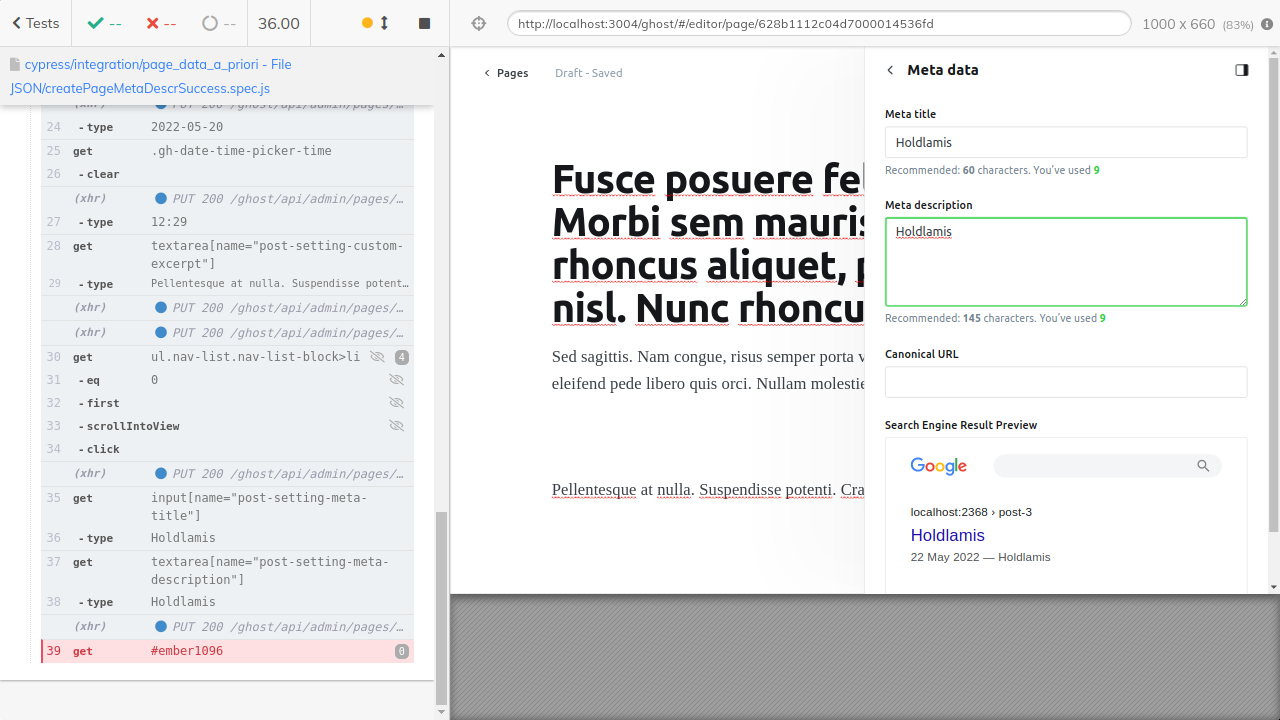 Tests
--
--
--
36.00
http://localhost:3004/ghost/#/editor/page/628b1112c04d7000014536fd
1000 x 660 (83%)
cypress/integration/page_data_a_priori - File
JSON/createPageMetaDescrSuccess.spec.js
(xhr) PUT 200 /ghost/api/admin/pages/…
24 -type 2022-05-20
25 get .gh-date-time-picker-time
26 -clear
(xhr) PUT 200 /ghost/api/admin/pages/…
27 -type 12:29
28 get textarea[name="post-setting-custom-
excerpt"]
29 -type Pellentesque at nulla. Suspendisse potent…
(xhr) PUT 200 /ghost/api/admin/pages/…
(xhr) PUT 200 /ghost/api/admin/pages/…
30 get ul.nav-list.nav-list-block>li 4
31 -eq 0
32 -first
33 -scrollIntoView
34 -click
(xhr) PUT 200 /ghost/api/admin/pages/…
35 get input[name="post-setting-meta-
title"]
36 -type Holdlamis
37 get textarea[name="post-setting-meta-
description"]
38 -type Holdlamis
(xhr) PUT 200 /ghost/api/admin/pages/…
39 get #ember1096 0
Pages
Draft - Saved
Fusce posuere fel
Morbi sem mauris
rhoncus aliquet, p
nisl. Nunc rhoncu
Sed sagittis. Nam congue, risus semper porta v
eleifend pede libero quis orci. Nullam molestie
Pellentesque at nulla. Suspendisse potenti. Cra
Meta data
Meta title
Holdlamis
Recommended: 60 characters. You've used 9
Meta description
Holdlamis
Recommended: 145 characters. You've used 9
Canonical URL
Search Engine Result Preview
Google
localhost:2368 › post-3
Holdlamis
22 May 2022 — Holdlamis